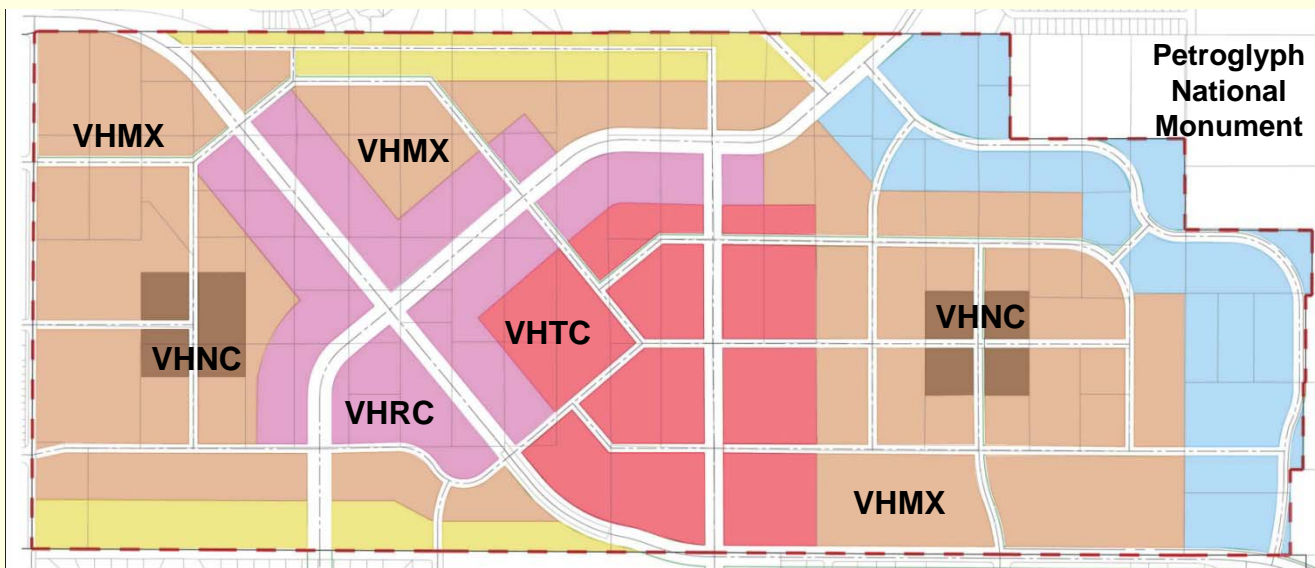 Petroglyph
National
Monument
VHMX
VHMX
VHNC
VHTC
VHNC
VHRC
VHMX